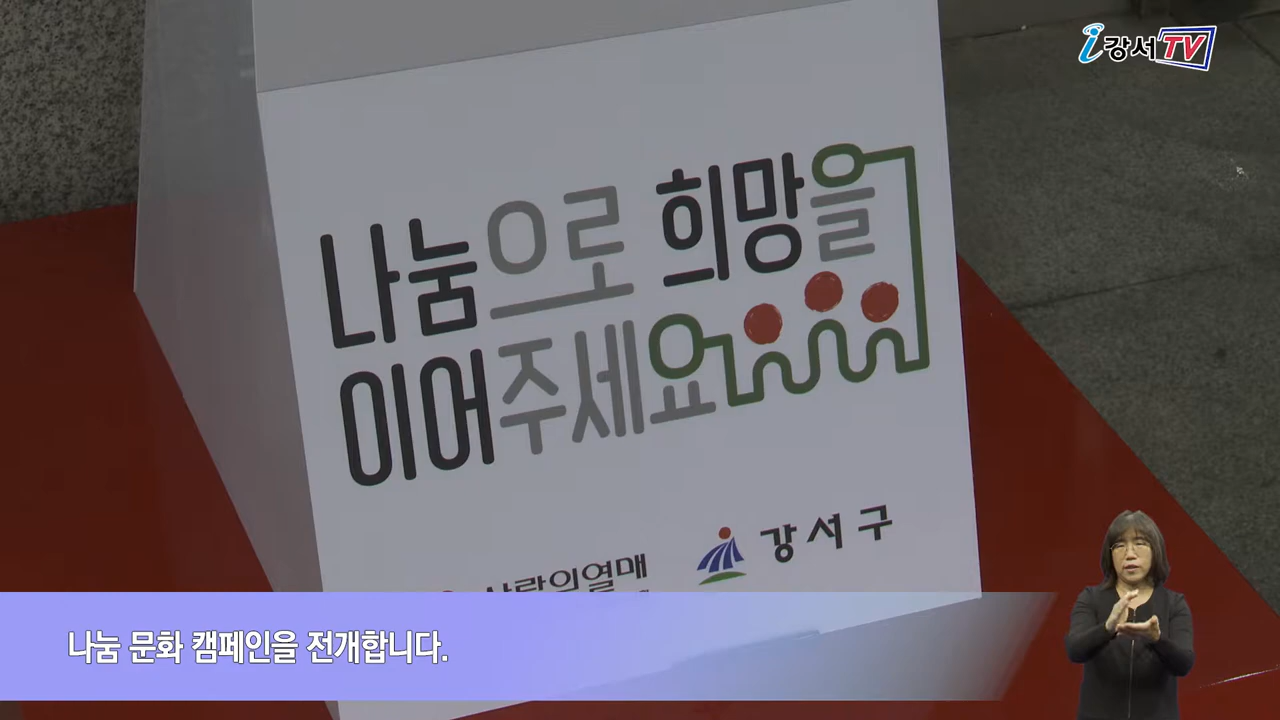 i강서TV
나눔으로 희망을
이어주세요
사랑의열매
강서구
나눔 문화 캠페인을 전개합니다.